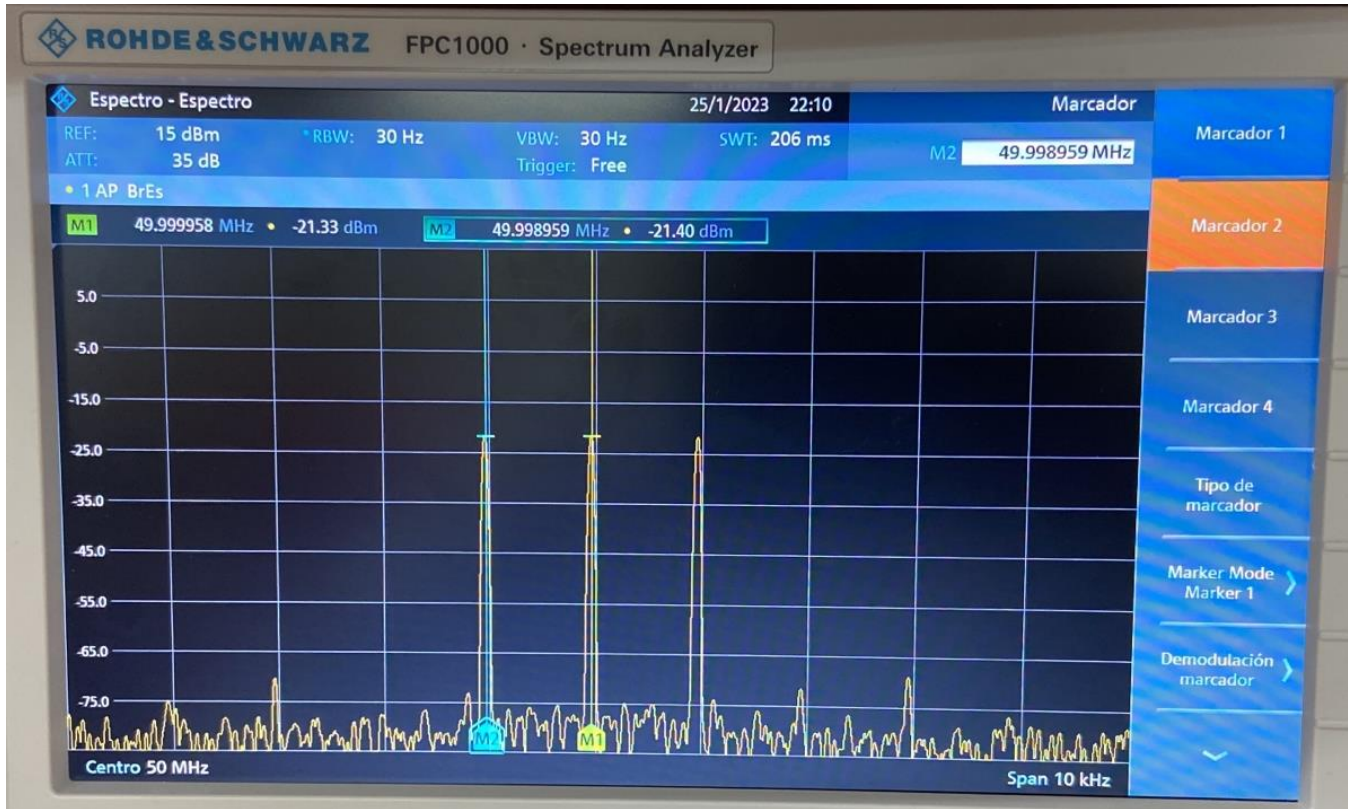 ROHDE&SCHWARZ FPC1000 · Spectrum Analyzer
Espectro - Espectro 25/1/2023 22:10 Marcador
REF: 15 dBm * RBW: 30 Hz VBW: 30 Hz SWT: 206 ms M2 49.998959 MHz
ATT: 35 dB Trigger: Free
• 1 AP BrEs
M1 49.999958 MHz • -21.33 dBm M2 49.998959 MHz • -21.40 dBm
5.0
-5.0
-15.0
-25.0
-35.0
-45.0
-55.0
-65.0
-75.0
M2 M1
Centro 50 MHz Span 10 kHz
Marcador 1
Marcador 2
Marcador 3
Marcador 4
Tipo de
marcador
Marker Mode
Marker 1
Demodulación
marcador